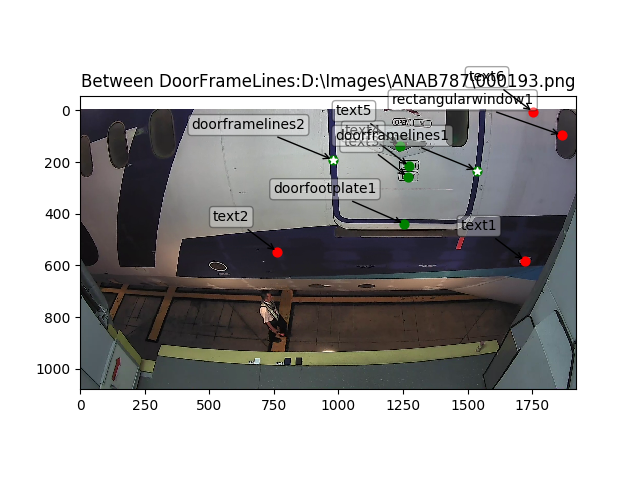 Between DoorFrameLines:D:\Images\ANAB787\000193.png
text6
rectangularwindow1
text5
doorframelines2
doorframelines1
doorfootplate1
text2
text1
0
200
400
600
800
1000
0
250
500
750
1000
1250
1500
1750